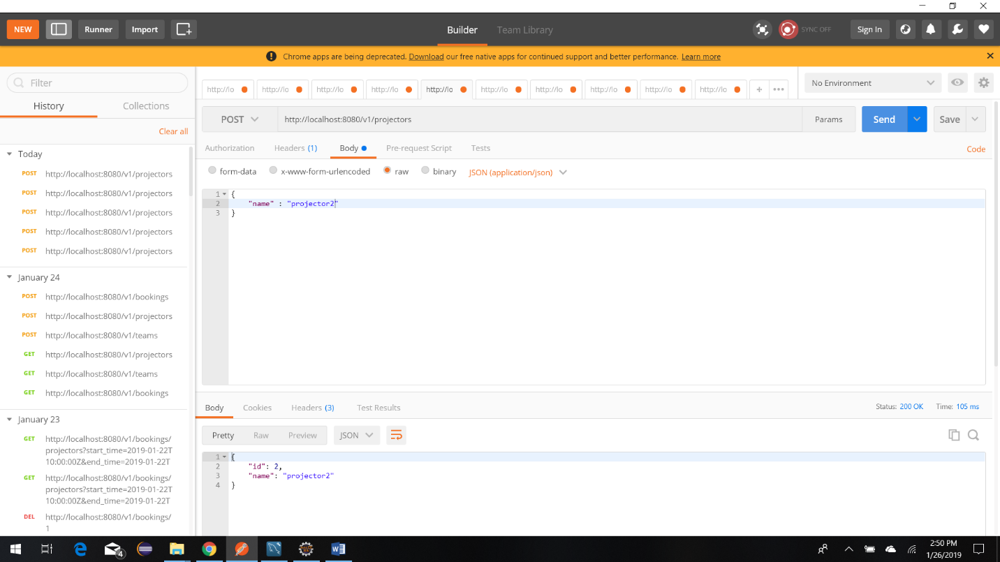 NEW Runner Import Builder Team Library SYNC OFF Sign In
Chrome apps are being deprecated. Download our free native apps for continued support and better performance. Learn more
Filter
History Collections
Clear all
Today
POST http://localhost:8080/v1/projectors
POST http://localhost:8080/v1/projectors
POST http://localhost:8080/v1/projectors
POST http://localhost:8080/v1/projectors
POST http://localhost:8080/v1/projectors
January 24
POST http://localhost:8080/v1/bookings
POST http://localhost:8080/v1/projectors
POST http://localhost:8080/v1/teams
GET http://localhost:8080/v1/projectors
GET http://localhost:8080/v1/teams
GET http://localhost:8080/v1/bookings
January 23
GET http://localhost:8080/v1/bookings/
projectors?start_time=2019-01-22T
10:00:00Z&end_time=2019-01-22T
GET http://localhost:8080/v1/bookings/
projectors?start_time=2019-01-22T
10:00:00Z&end_time=2019-01-22T
DEL http://localhost:8080/v1/bookings/
1
http://lo http://lo http://lo http://lo http://lo http://lo http://lo http://lo http://lo http://lo + •••
No Environment
POST http://localhost:8080/v1/projectors Params Send Save
Authorization Headers (1) Body Pre-request Script Tests Code
form-data x-www-form-urlencoded raw binary JSON (application/json)
1 {
2 "name" : "projector2"
3 }
Body Cookies Headers (3) Test Results Status: 200 OK Time: 105 ms
Pretty Raw Preview JSON
1 {
2 "id": 2,
3 "name": "projector2"
4 }
4
2:50 PM
1/26/2019